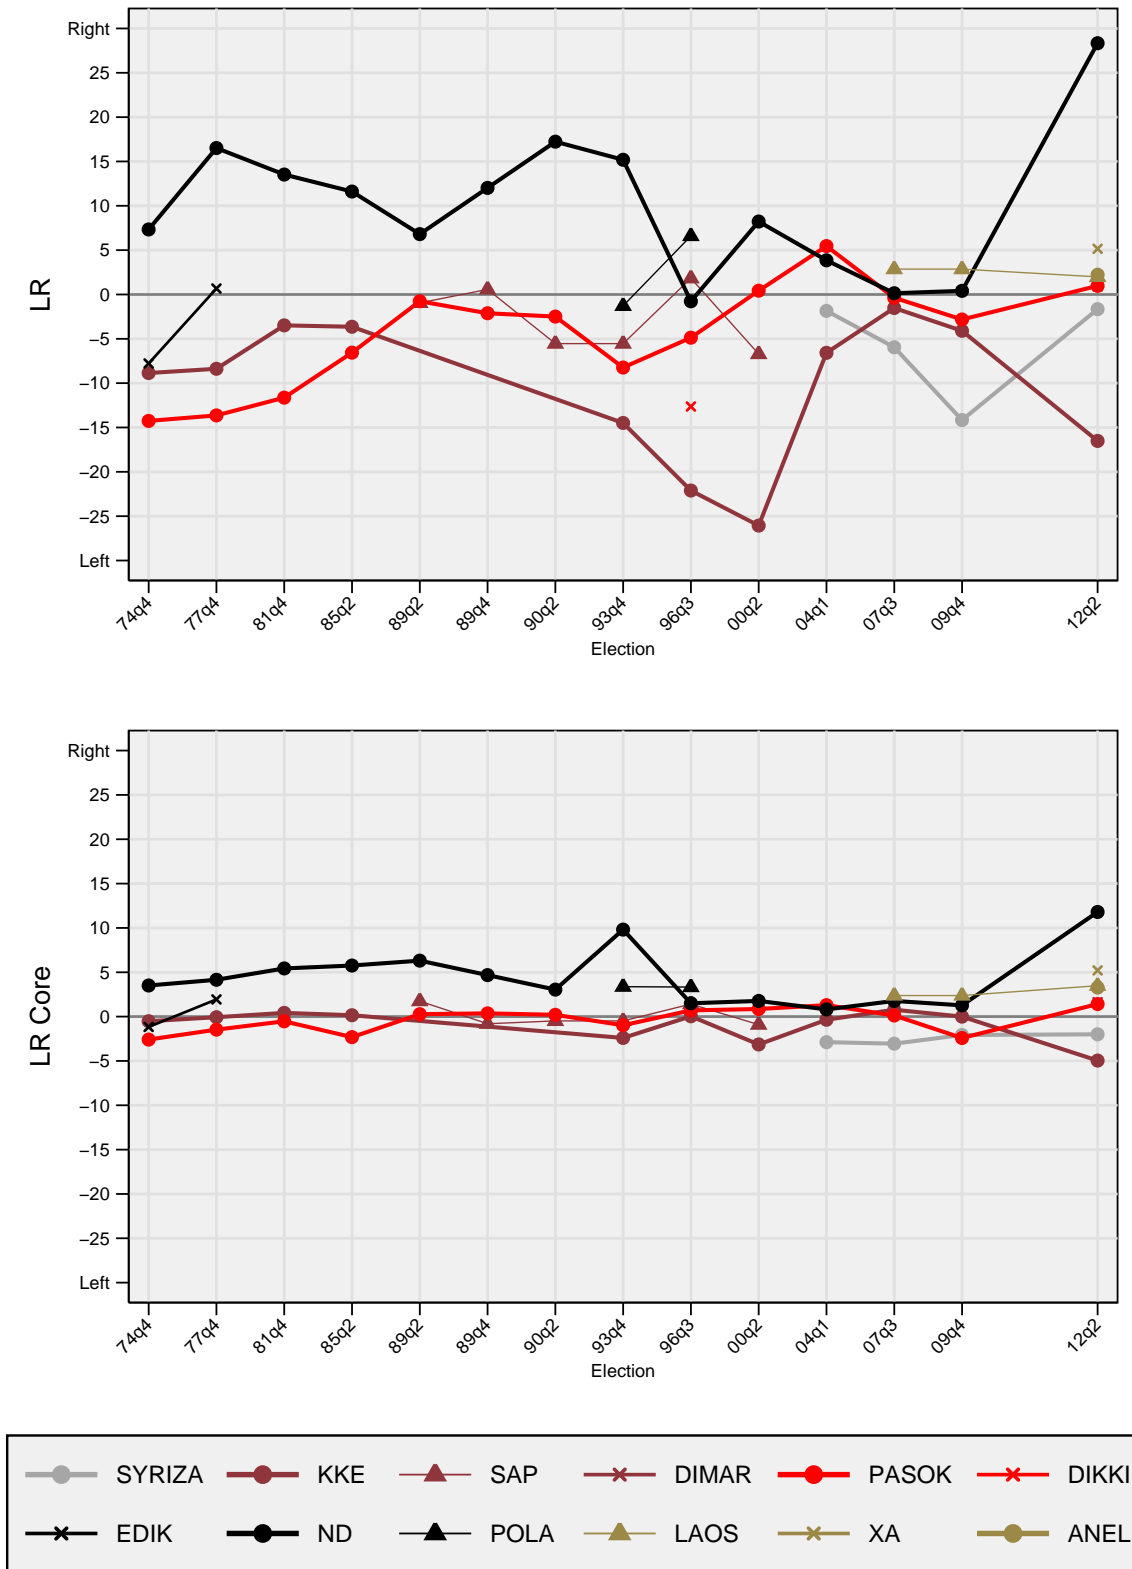 Right
25
20
15
10
5
0
−5
−10
−15
−20
−25
Left
LR
74q4 77q4 81q4 85q2 89q2 89q4 90q2 93q4 96q3 00q2 04q1 07q3 09q4 12q2
Election
Right
25
20
15
10
5
0
−5
−10
−15
−20
−25
Left
LR Core
74q4 77q4 81q4 85q2 89q2 89q4 90q2 93q4 96q3 00q2 04q1 07q3 09q4 12q2
Election
SYRIZA KKE SAP DIMAR PASOK DIKKI
EDIK ND POLA LAOS XA ANEL